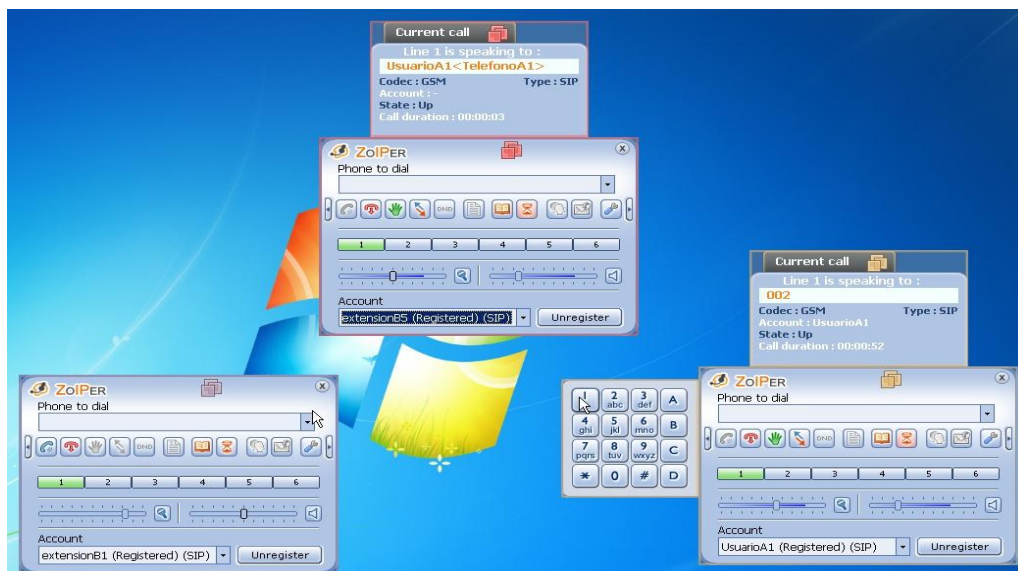 Current call
Line 1 is speaking to :
UsuarioA1<TelefonoA1>
Codec : GSM Type : SIP
Account : -
State : Up
Call duration : 00:00:03
ZOIPER
Phone to dial
DND
1 2 3 4 5 6
Account
extensionB5 (Registered) (SIP) Unregister
Current call
Line 1 is speaking to :
002
Codec : GSM Type : SIP
Account : UsuarioA1
State : Up
Call duration : 00:00:52
ZOIPER
Phone to dial
DND
1 2 3 4 5 6
Account
extensionB1 (Registered) (SIP) Unregister
1 2 abc 3 def A
4 ghi 5 jkl 6 mno B
7 pqrs 8 tuv 9 wxyz C
* 0 # D
ZOIPER
Phone to dial
DND
1 2 3 4 5 6
Account
UsuarioA1 (Registered) (SIP) Unregister